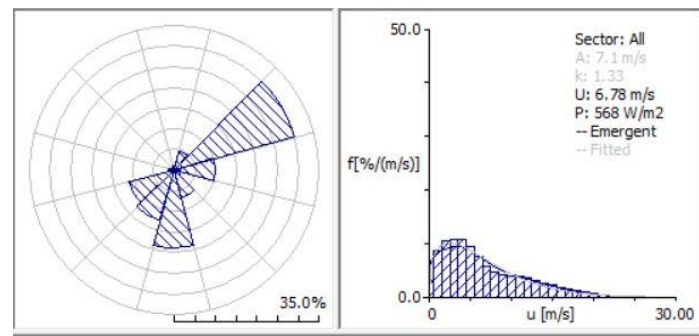 35.0%
50.0
Sector: All
A: 7.1 m/s
k: 1.33
U: 6.78 m/s
P: 568 W/m2
-- Emergent
-- Fitted
f[%/(m/s)]
0.0
0 u [m/s] 30.00